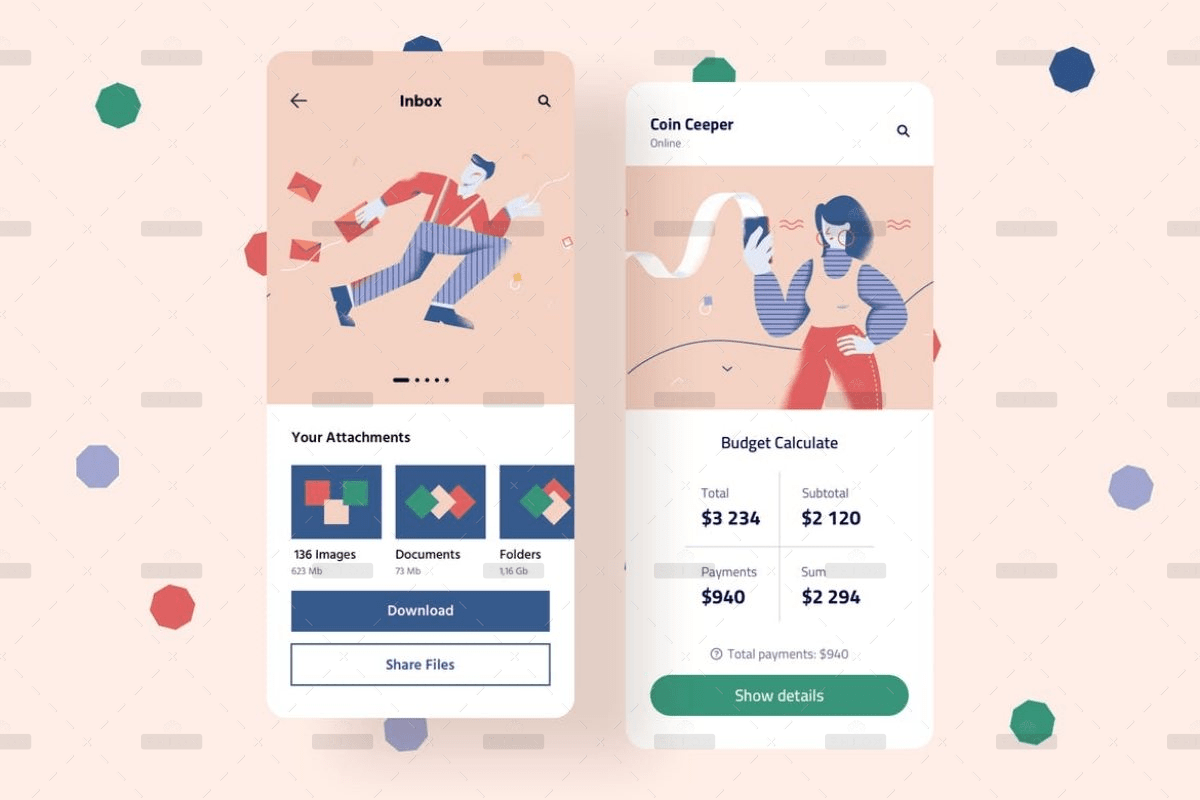 Inbox
Your Attachments
136 Images
623 Mb
Documents
73 Mb
Folders
1,16 Gb
Download
Share Files
Coin Ceeper
Online
Budget Calculate
Total
$3 234
Subtotal
$2 120
Payments
$940
Sum
$2 294
Total payments: $940
Show details